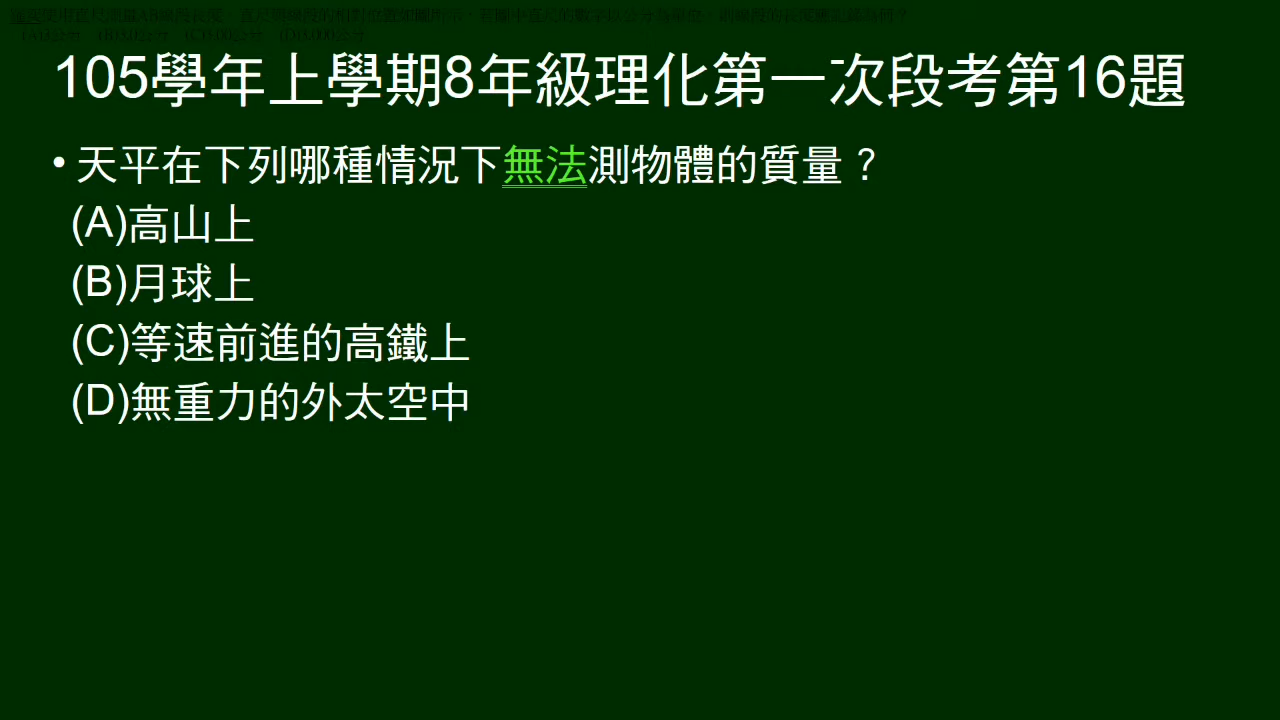 105學年上學期8年級理化第一次段考第16題
• 天平在下列哪種情況下無法測物體的質量？
(A)高山上
(B)月球上
(C)等速前進的高鐵上
(D)無重力的外太空中